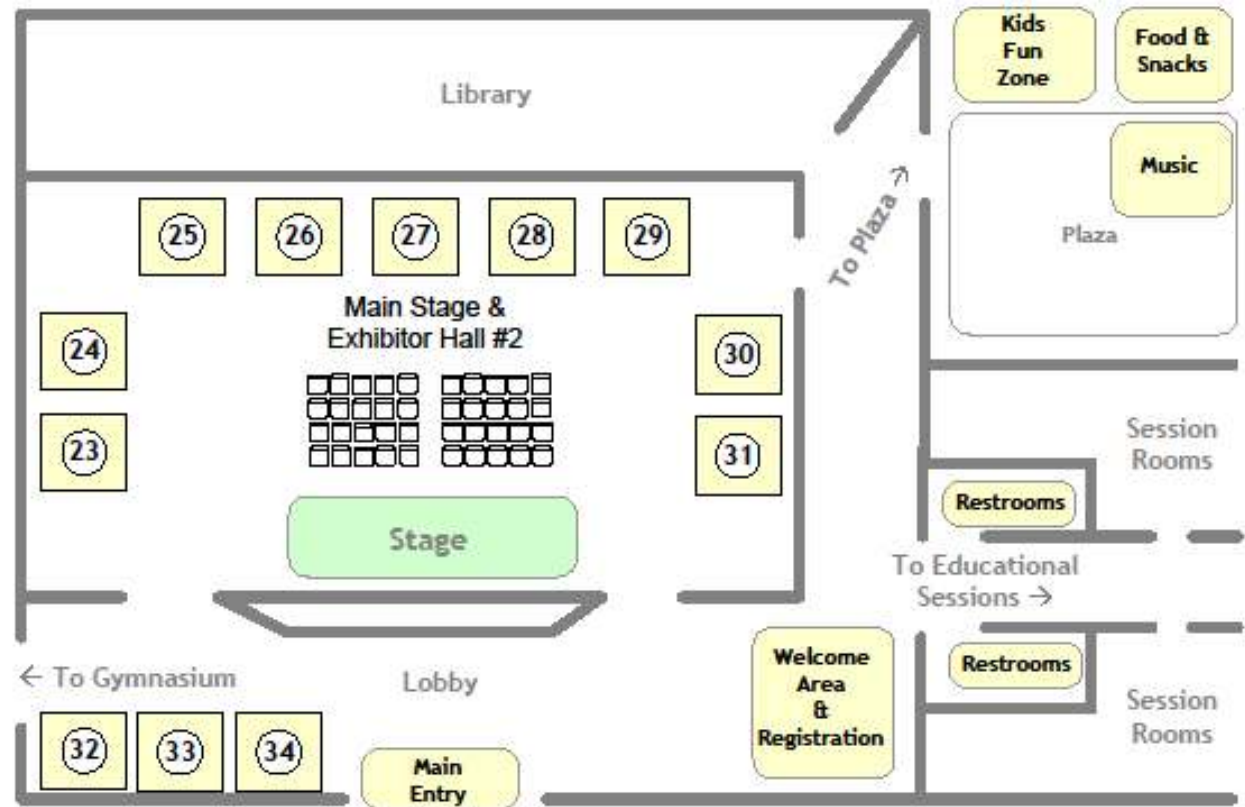 Kids
Fun
Zone
Food &
Snacks
Library
Music
To Plaza →
Plaza
25
26
27
28
29
Main Stage &
Exhibitor Hall #2
24
30
23
31
Session
Rooms
Restrooms
Stage
To Educational
Sessions →
← To Gymnasium
Lobby
Welcome
Area
&
Registration
Restrooms
Session
Rooms
32
33
34
Main
Entry